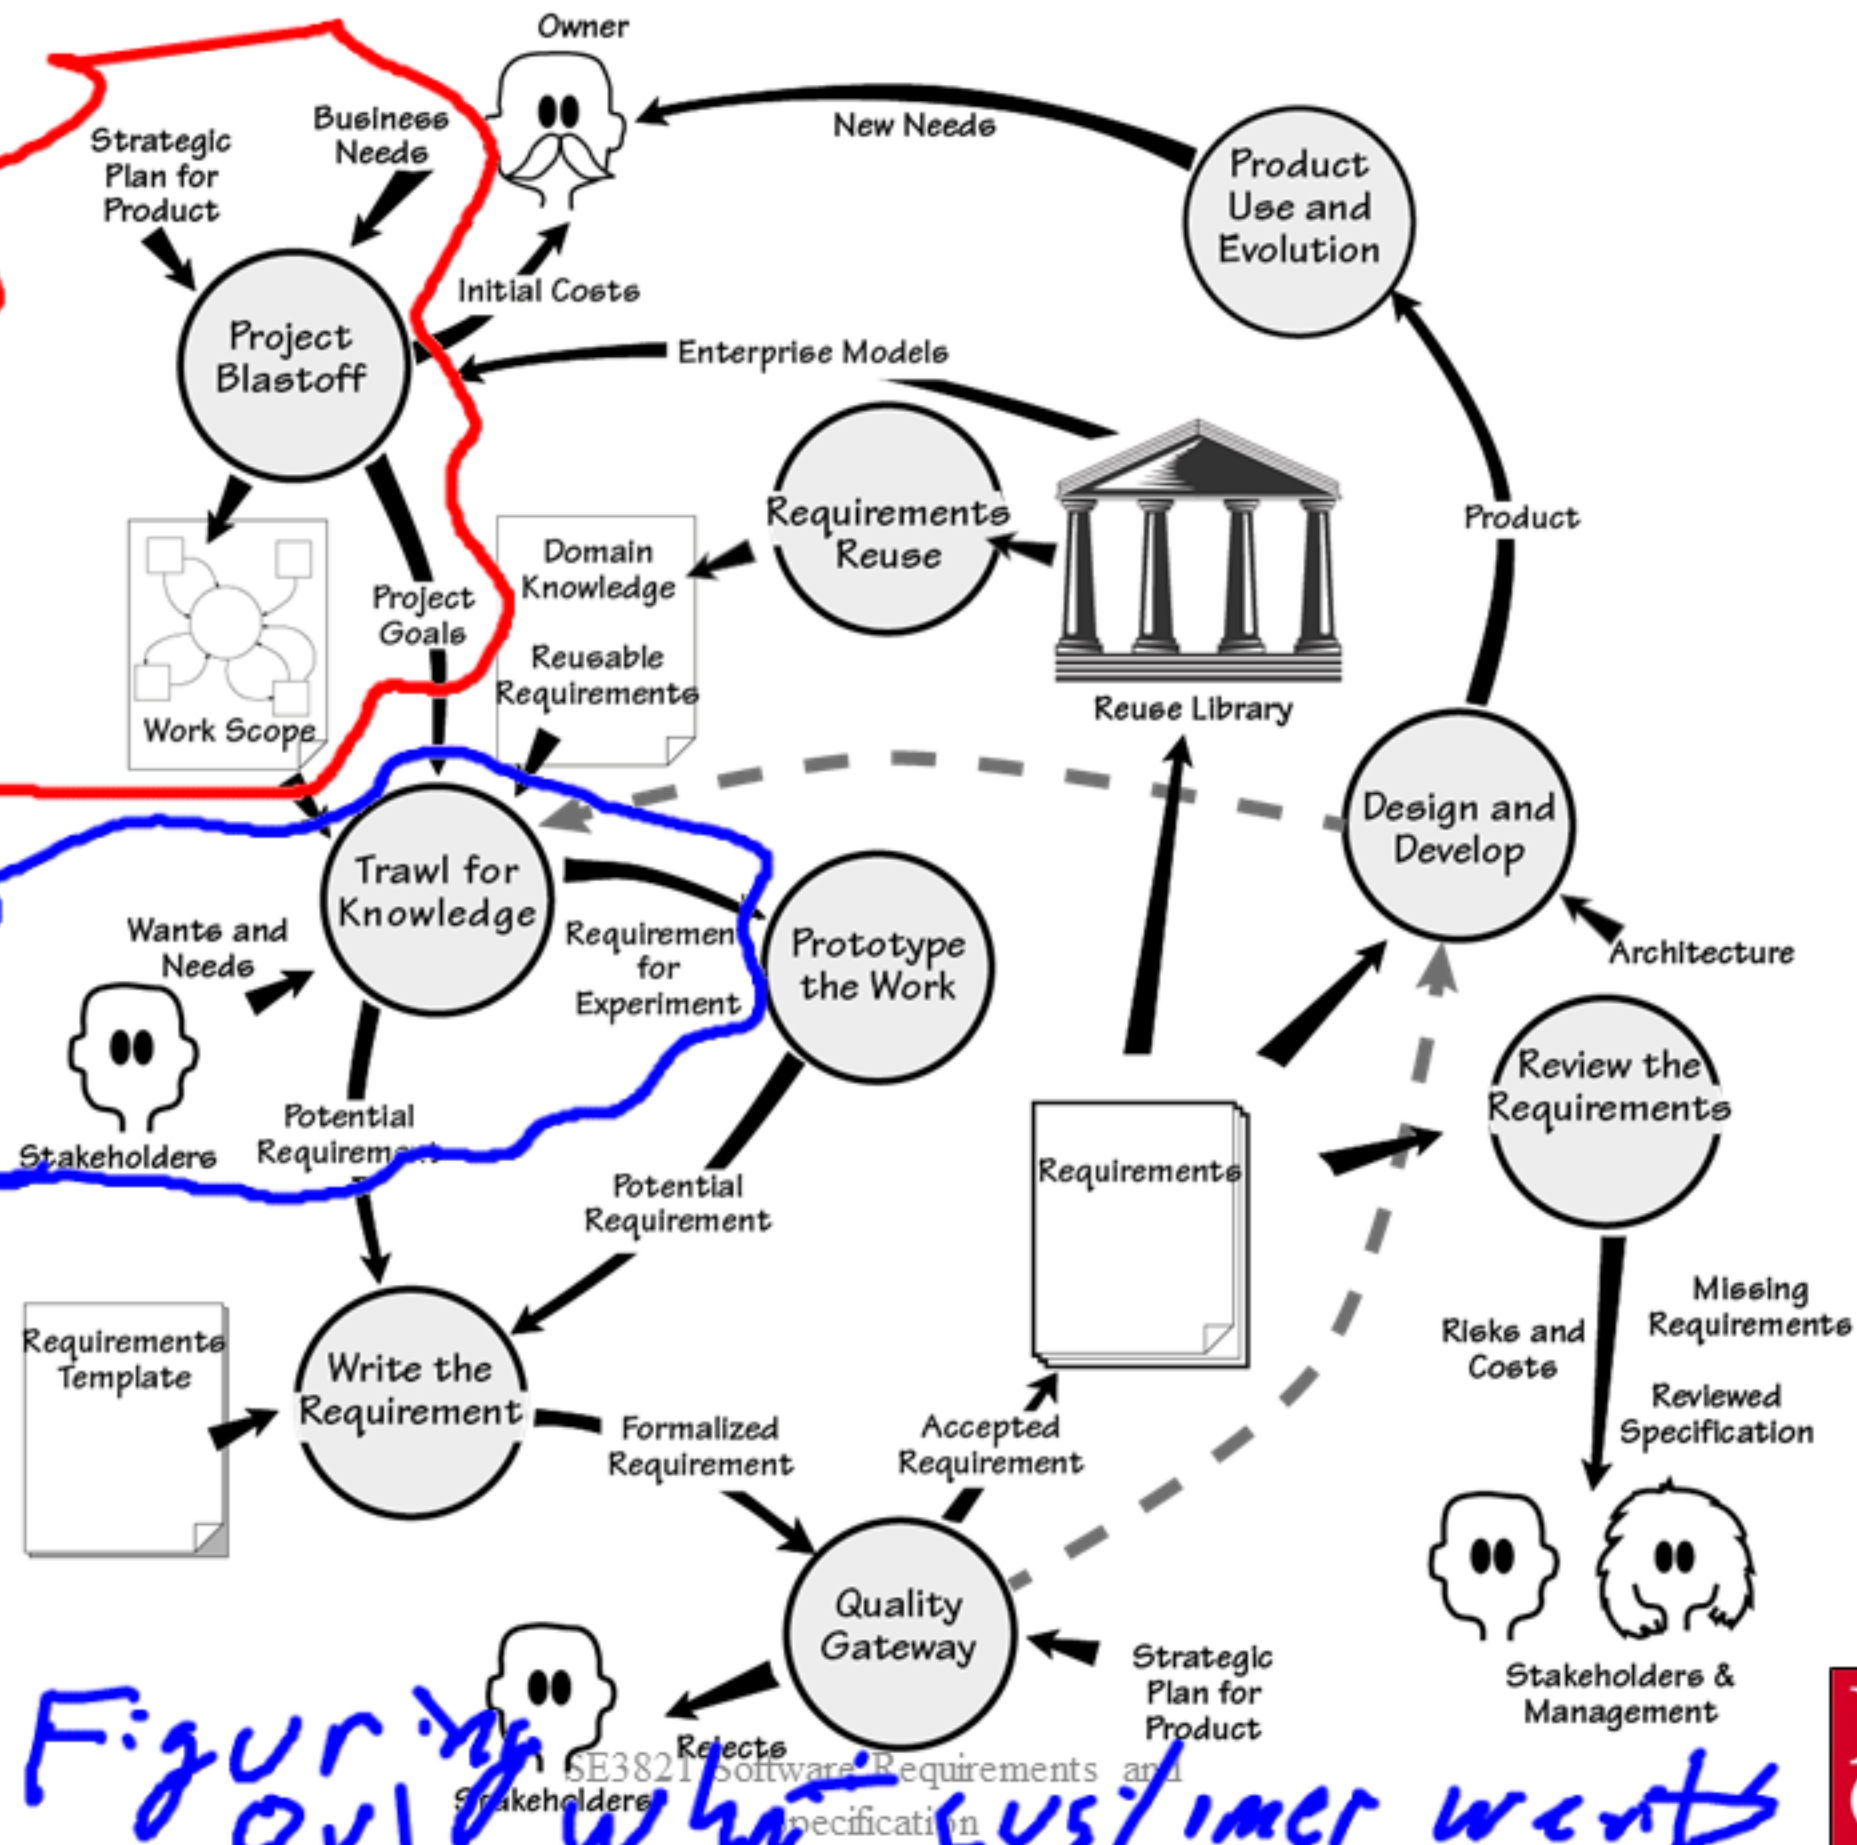 Owner
Strategic
Plan for
Product
Business
Needs
New Needs
Product
Use and
Evolution
Initial Costs
Project
Blastoff
Enterprise Models
Requirements
Reuse
Product
Domain
Knowledge
Reusable
Requirements
Project
Goals
Work Scope
Reuse Library
Design and
Develop
Architecture
Trawl for
Knowledge
Wants and
Needs
Requiremen
for
Experiment
Prototype
the Work
Stakeholders
Potential
Requirement
Potential
Requirement
Requirements
Review the
Requirements
Risks and
Costs
Missing
Requirements
Reviewed
Specification
Requirements
Template
Write the
Requirement
Formalized
Requirement
Accepted
Requirement
Quality
Gateway
Strategic
Plan for
Product
Stakeholders &
Management
Rejects
Stakeholders
SE3821 Software Requirements and
Specification
Figuring
out what customer wants